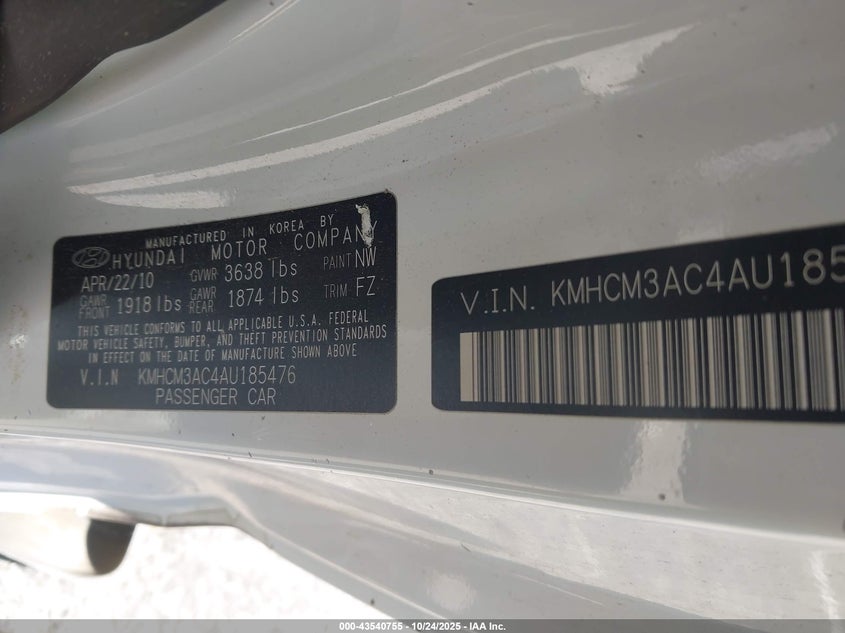 MANUFACTURED IN KOREA BY
HYUNDAI MOTOR COMPANY
APR/22/10 GVWR 3638 lbs PAINT NW
GAWR FRONT 1918 lbs GAWR REAR 1874 lbs TRIM FZ
THIS VEHICLE CONFORMS TO ALL APPLICABLE U.S.A. FEDERAL
MOTOR VEHICLE SAFETY, BUMPER, AND THEFT PREVENTION STANDARDS
IN EFFECT ON THE DATE OF MANUFACTURE SHOWN ABOVE
V.I.N KMHCM3AC4AU185476
PASSENGER CAR
V.I.N. KMHCM3AC4AU185
000-43540755 - 10/24/2025 - IAA Inc.